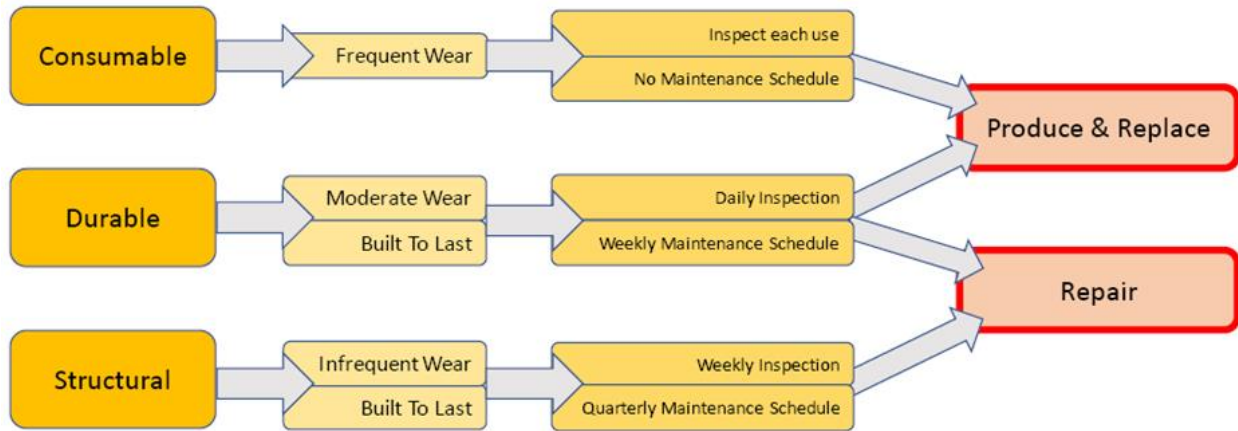 Consumable
Frequent Wear
Inspect each use
No Maintenance Schedule
Produce & Replace
Durable
Moderate Wear
Built To Last
Daily Inspection
Weekly Maintenance Schedule
Repair
Structural
Infrequent Wear
Built To Last
Weekly Inspection
Quarterly Maintenance Schedule